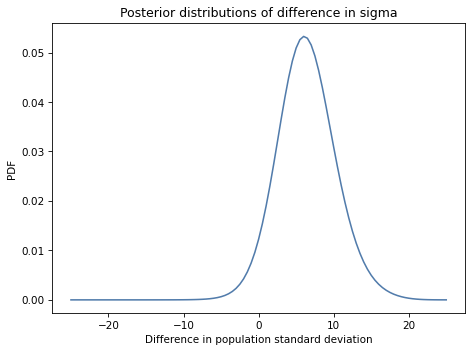 Posterior distributions of difference in sigma
PDF
0.05
0.04
0.03
0.02
0.01
0.00
−20 −10 0 10 20
Difference in population standard deviation